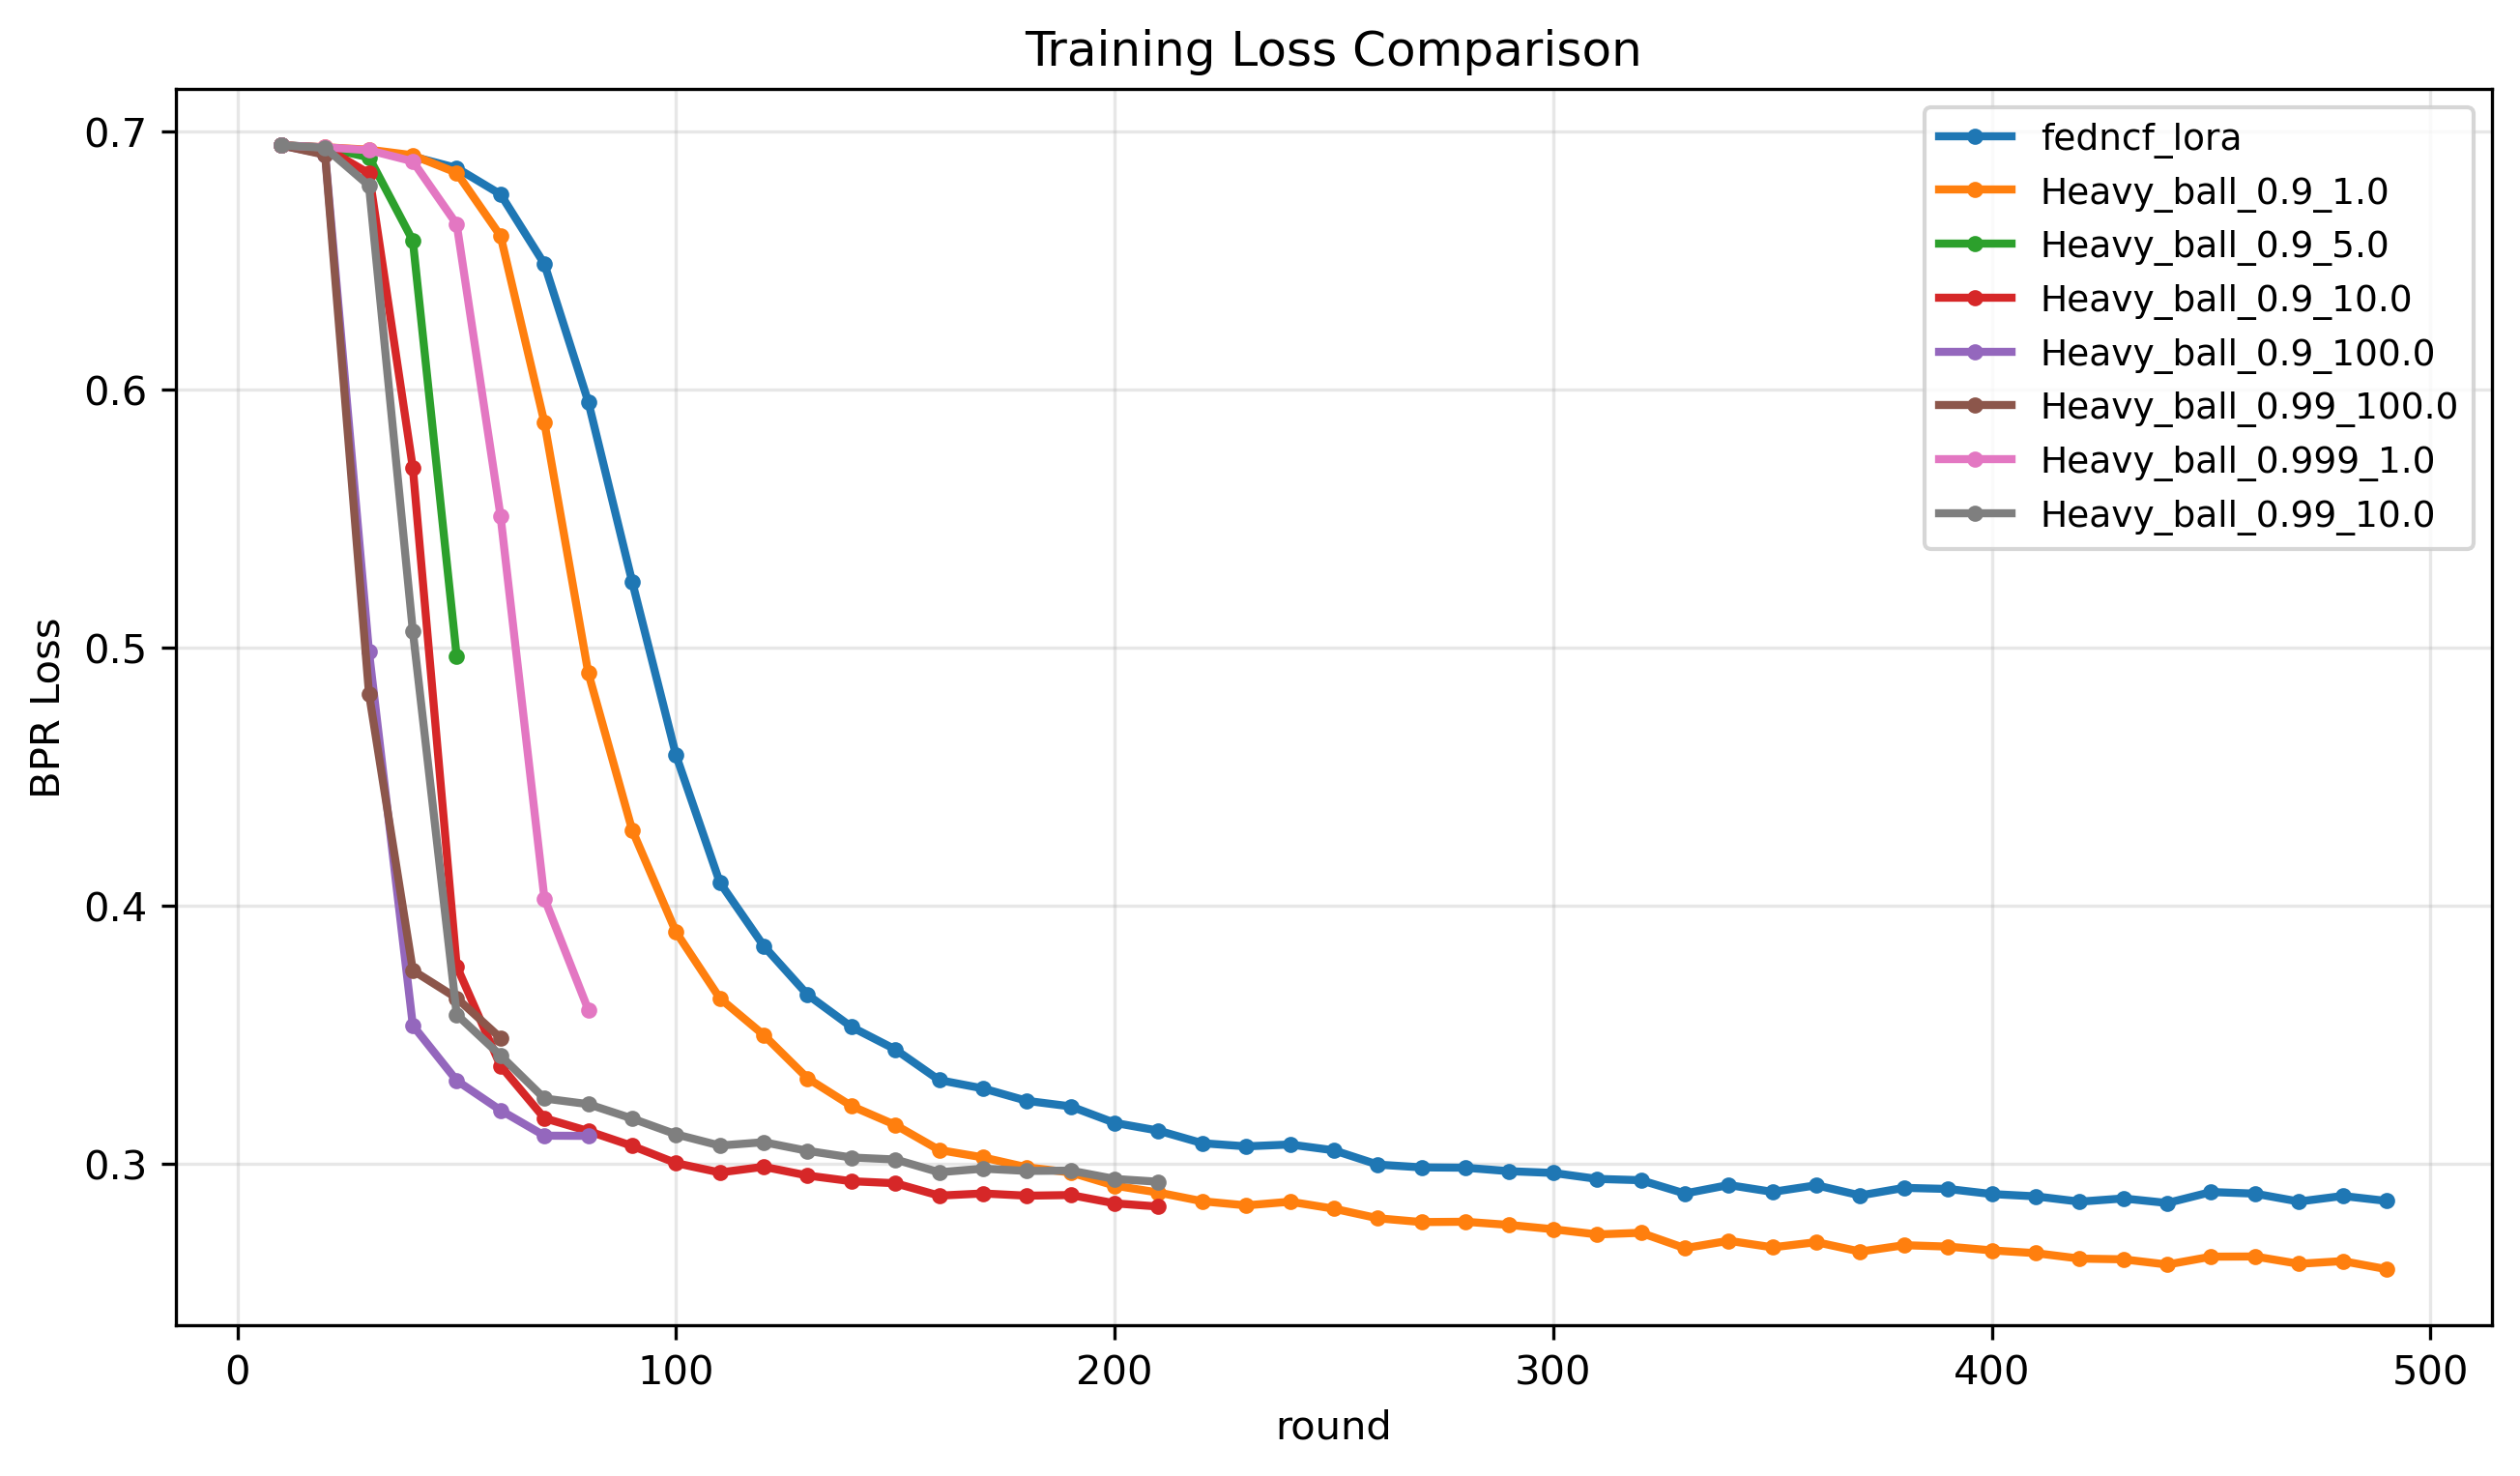 Training Loss Comparison
BPR Loss
0.7
0.6
0.5
0.4
0.3
0
100
200
300
400
500
round
fedncf_lora
Heavy_ball_0.9_1.0
Heavy_ball_0.9_5.0
Heavy_ball_0.9_10.0
Heavy_ball_0.9_100.0
Heavy_ball_0.99_100.0
Heavy_ball_0.999_1.0
Heavy_ball_0.99_10.0